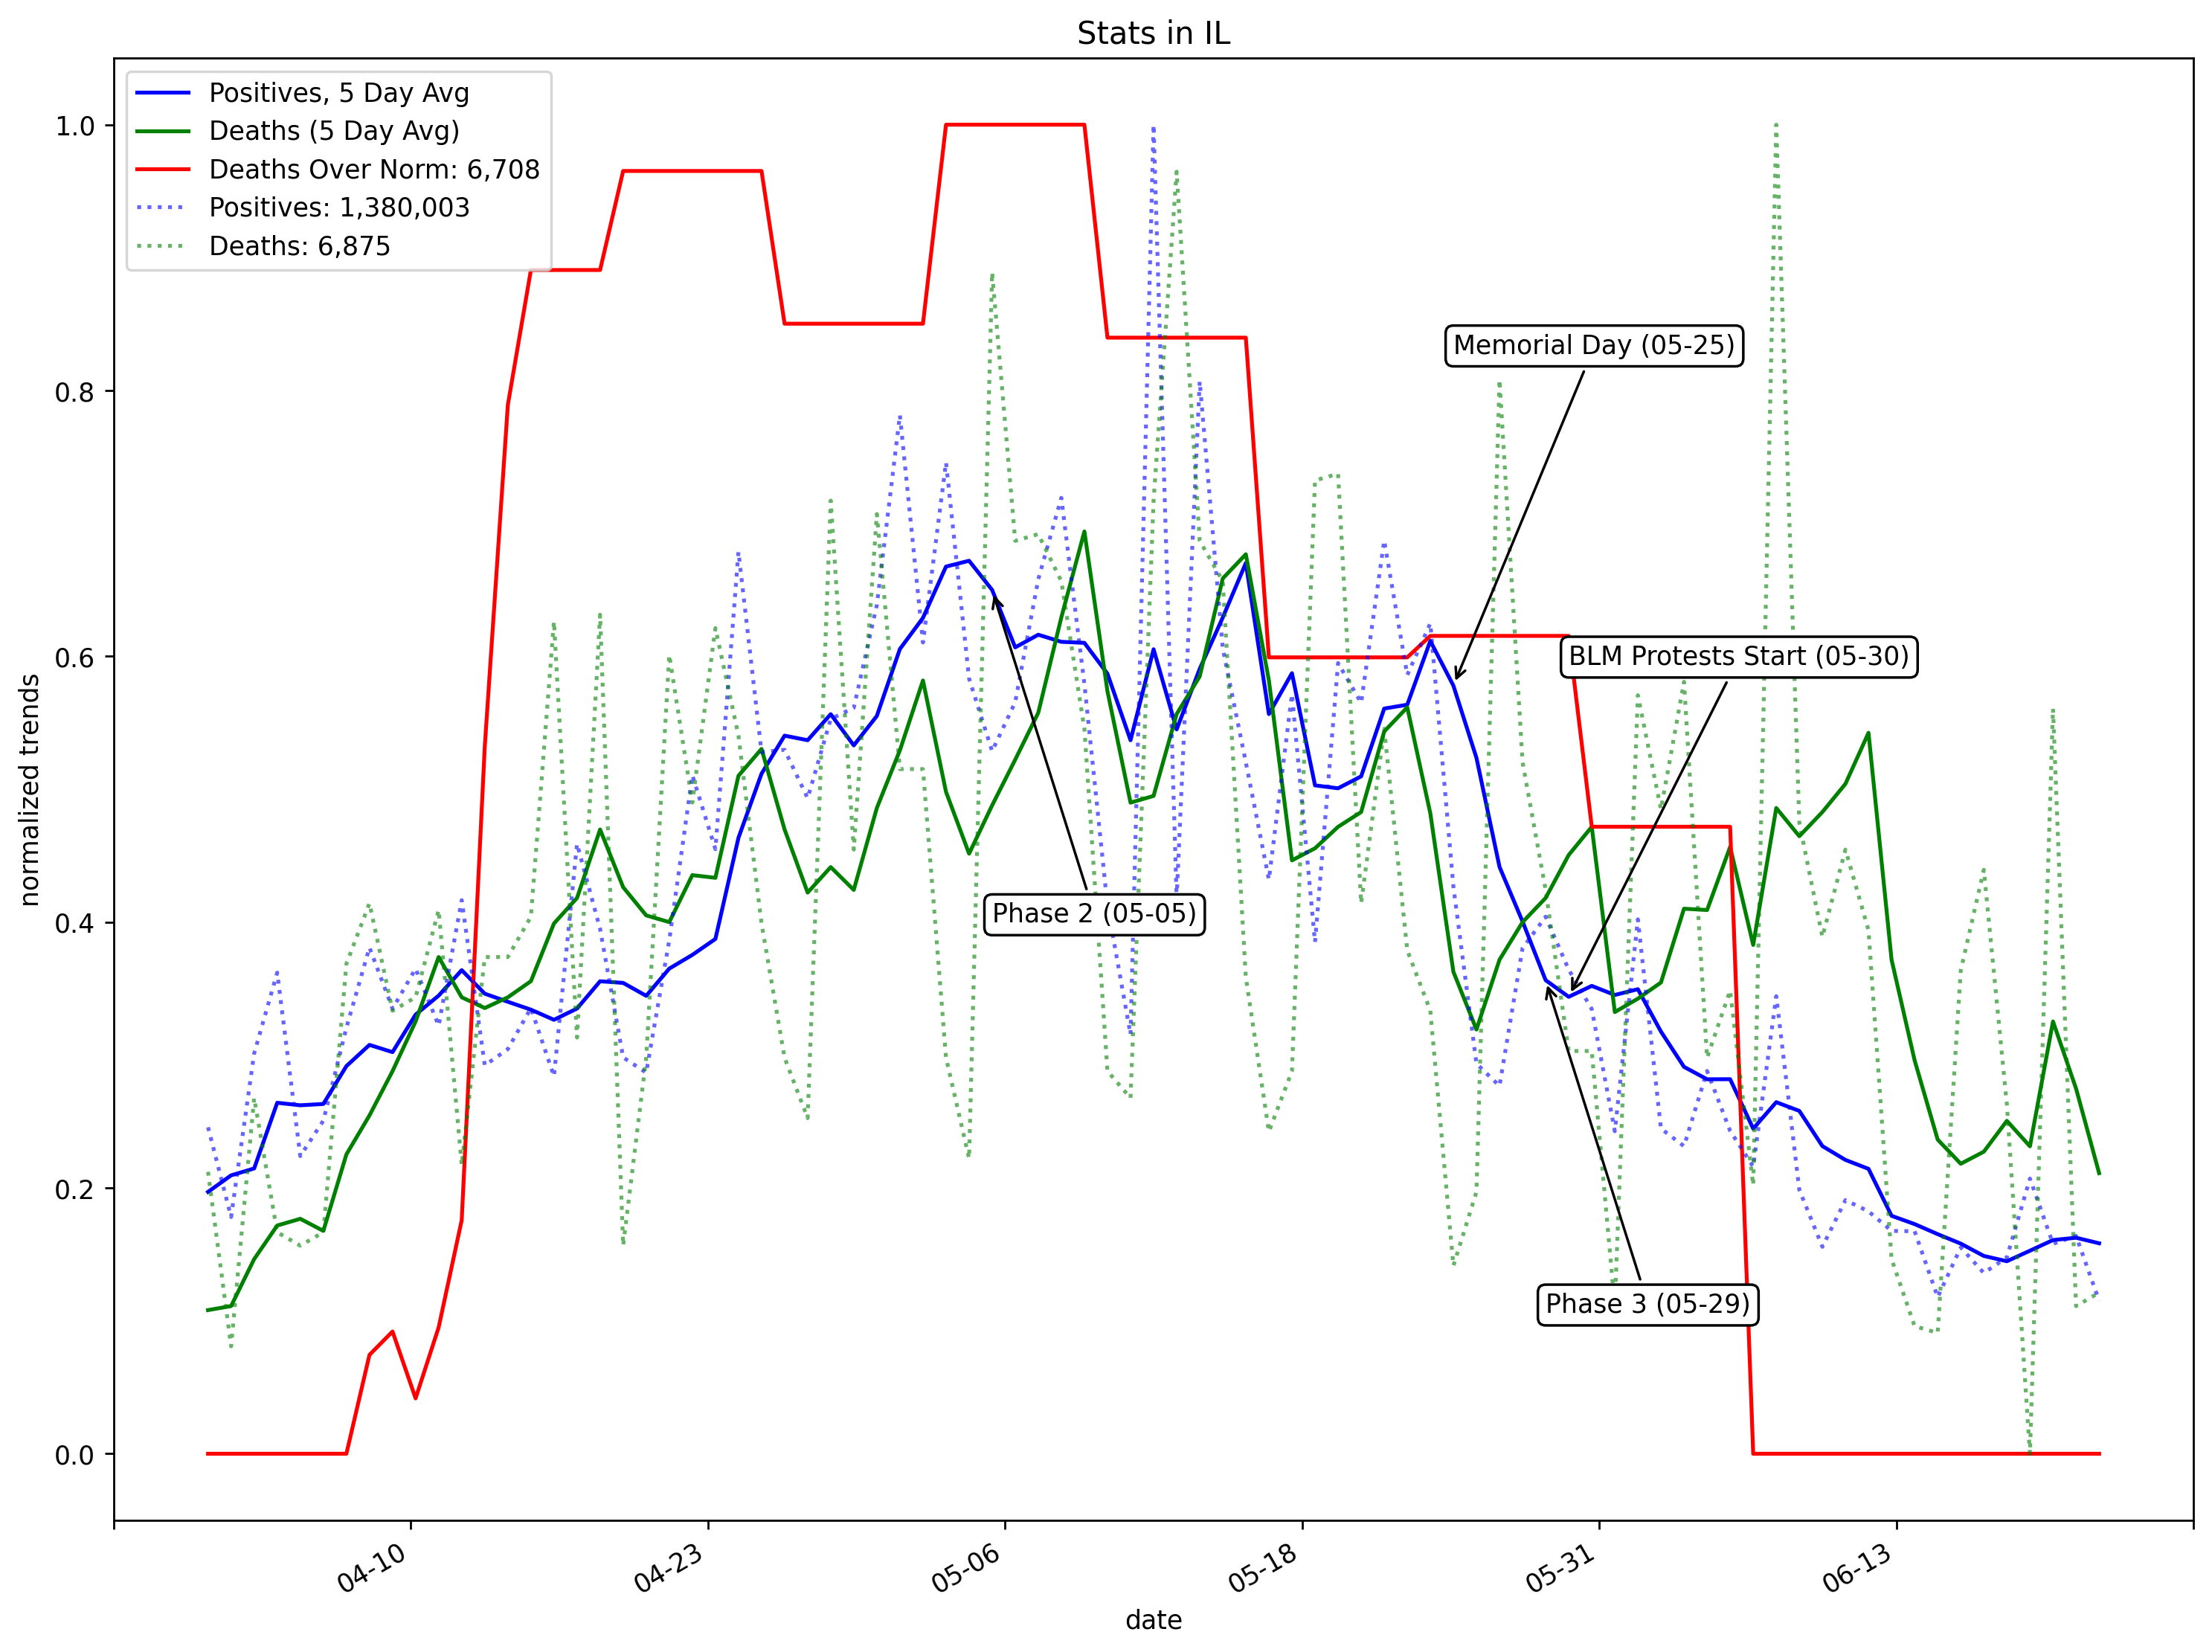 Stats in IL
Positives, 5 Day Avg
Deaths (5 Day Avg)
Deaths Over Norm: 6,708
Positives: 1,380,003
Deaths: 6,875
1.0
0.8
0.6
0.4
0.2
0.0
normalized trends
Memorial Day (05-25)
BLM Protests Start (05-30)
Phase 2 (05-05)
Phase 3 (05-29)
04-10
04-23
05-06
05-18
05-31
06-13
date